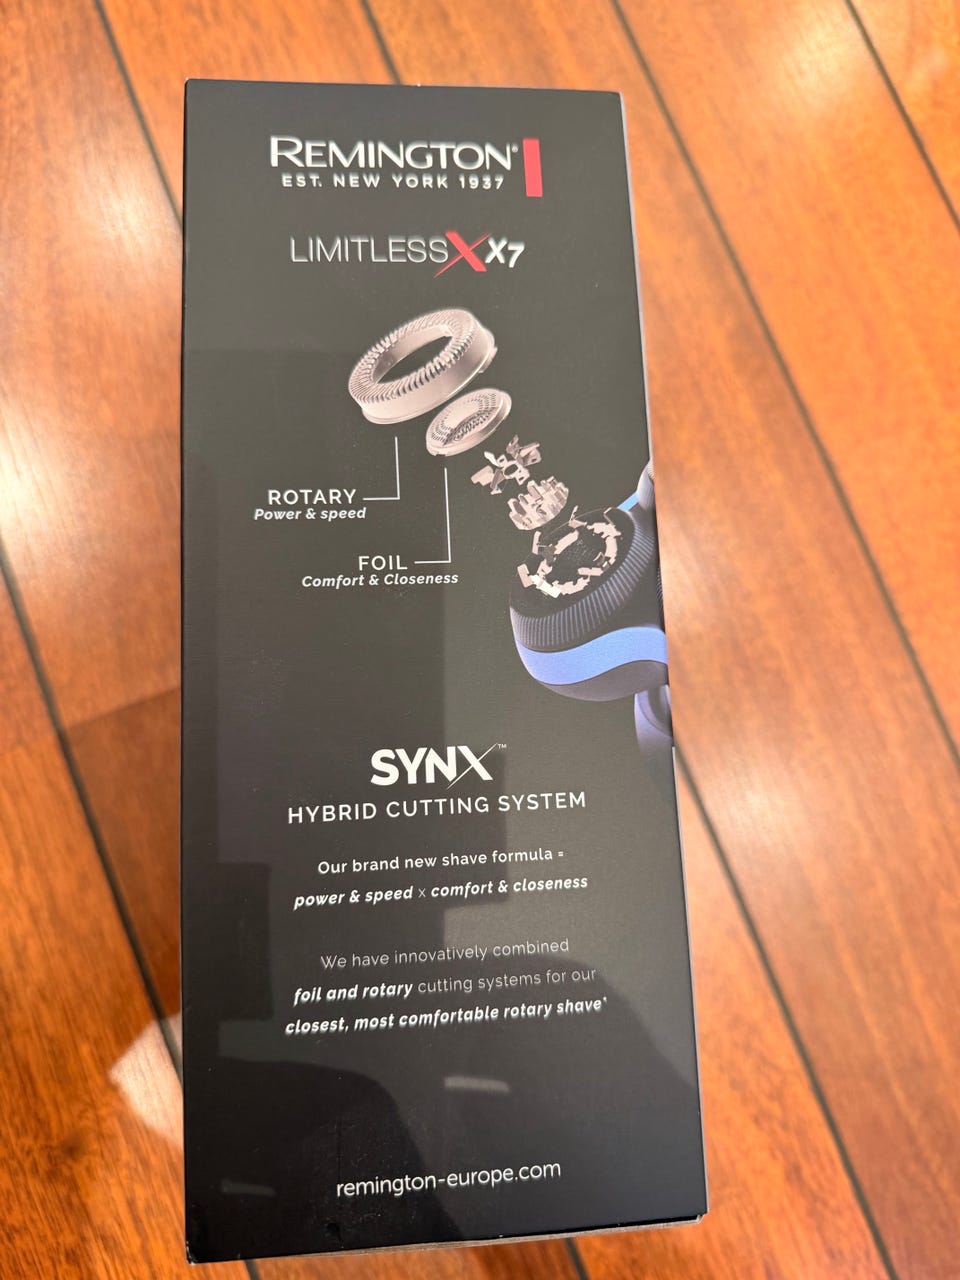 REMINGTON®
EST. NEW YORK 1937
LIMITLESSX X7
ROTARY
Power & speed
FOIL
Comfort & Closeness
SYNX™
HYBRID CUTTING SYSTEM
Our brand new shave formula =
power & speed x comfort & closeness
We have innovatively combined
foil and rotary cutting systems for our
closest, most comfortable rotary shave*
remington-europe.com